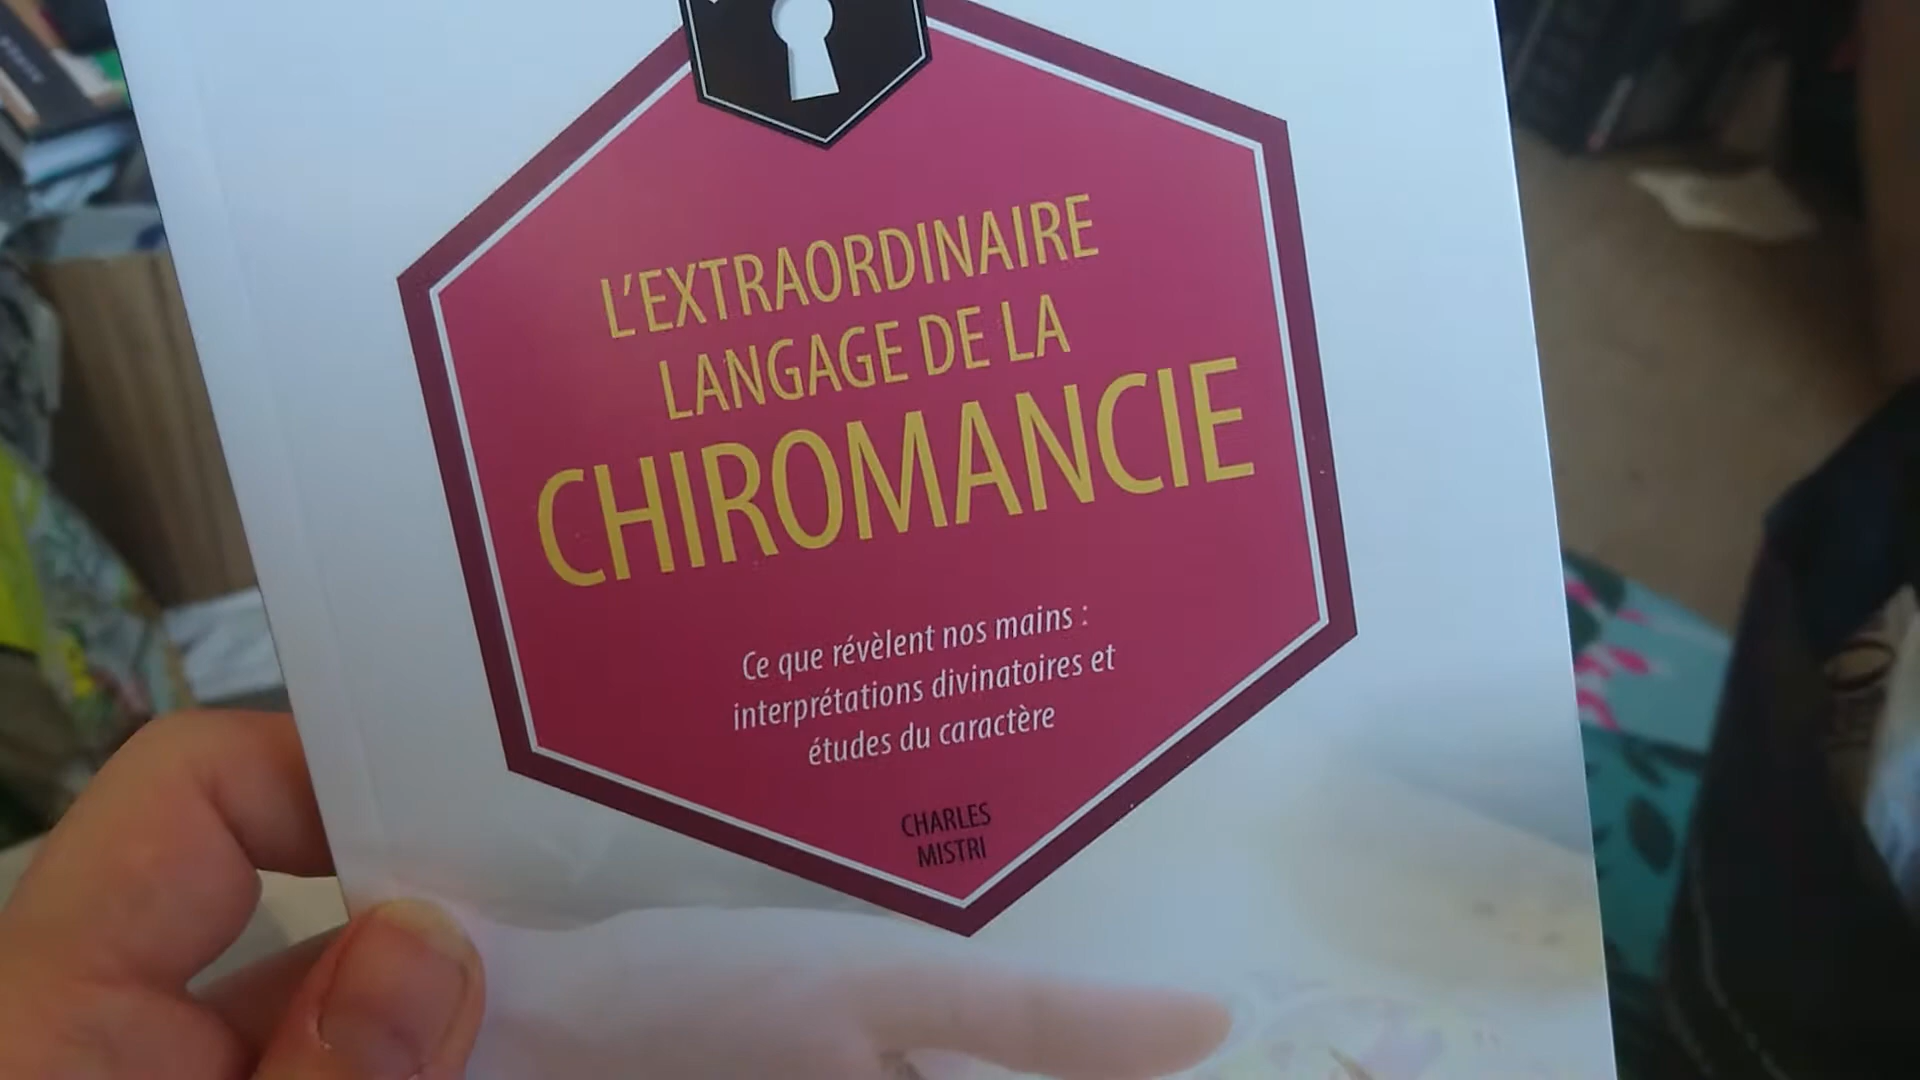 L'EXTRAORDINAIRE
LANGAGE DE LA
CHIROMANCIE
Ce que révèlent nos mains :
interprétations divinatoires et
études du caractère
CHARLES
MISTRI